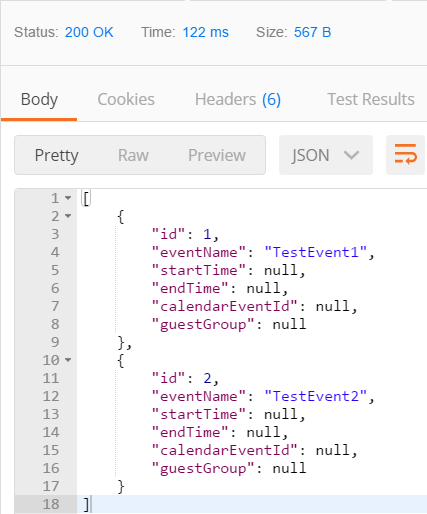 Status: 200 OK Time: 122 ms Size: 567 B
Body Cookies Headers (6) Test Results
Pretty Raw Preview JSON
1 [
2 {
3 "id": 1,
4 "eventName": "TestEvent1",
5 "startTime": null,
6 "endTime": null,
7 "calendarEventId": null,
8 "guestGroup": null
9 },
10 {
11 "id": 2,
12 "eventName": "TestEvent2",
13 "startTime": null,
14 "endTime": null,
15 "calendarEventId": null,
16 "guestGroup": null
17 }
18 ]